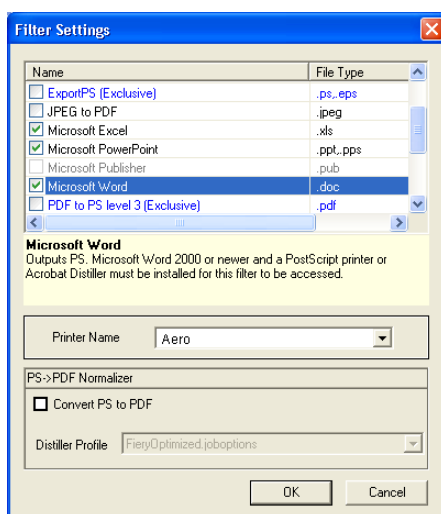 Filter Settings
Name File Type
ExportPS (Exclusive) .ps,.eps
JPEG to PDF .jpeg
Microsoft Excel .xls
Microsoft PowerPoint .ppt,.pps
Microsoft Publisher .pub
Microsoft Word .doc
PDF to PS level 3 (Exclusive) .pdf
Microsoft Word
Outputs PS. Microsoft Word 2000 or newer and a PostScript printer or
Acrobat Distiller must be installed for this filter to be accessed.
Printer Name Aero
PS->PDF Normalizer
Convert PS to PDF
Distiller Profile FieryOptimized.joboptions
OK Cancel